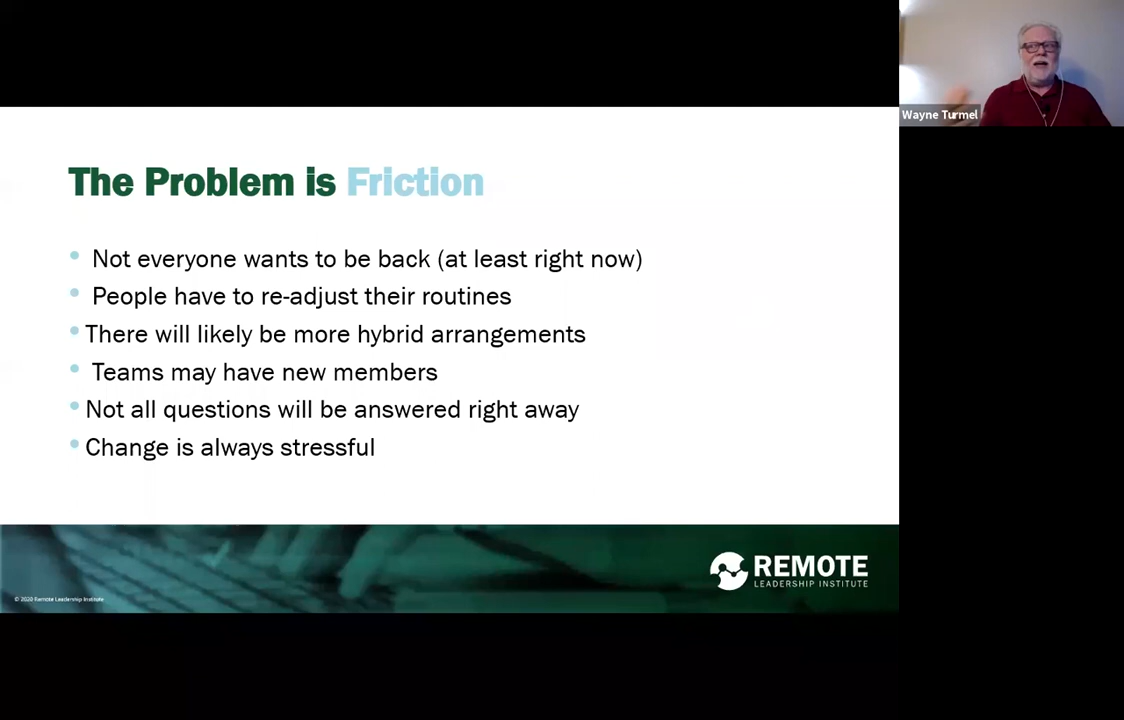 Wayne Turmel
The Problem is Friction
• Not everyone wants to be back (at least right now)
• People have to re-adjust their routines
• There will likely be more hybrid arrangements
• Teams may have new members
• Not all questions will be answered right away
• Change is always stressful
REMOTE
LEADERSHIP INSTITUTE
© 2020 Remote Leadership Institute